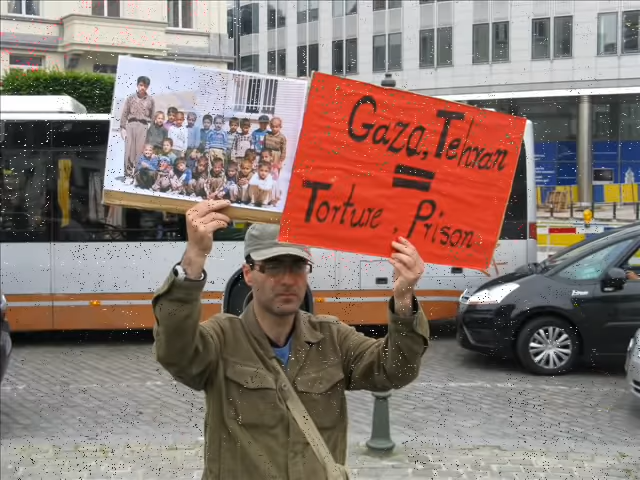 Gaza, Tehran
=
Torture, Prison